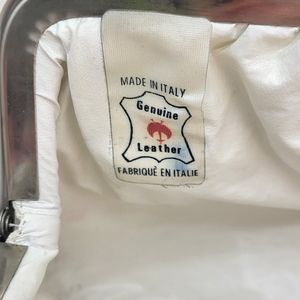 MADE IN ITALY
Genuine
Leather
FABRIQUÉ EN ITALIE